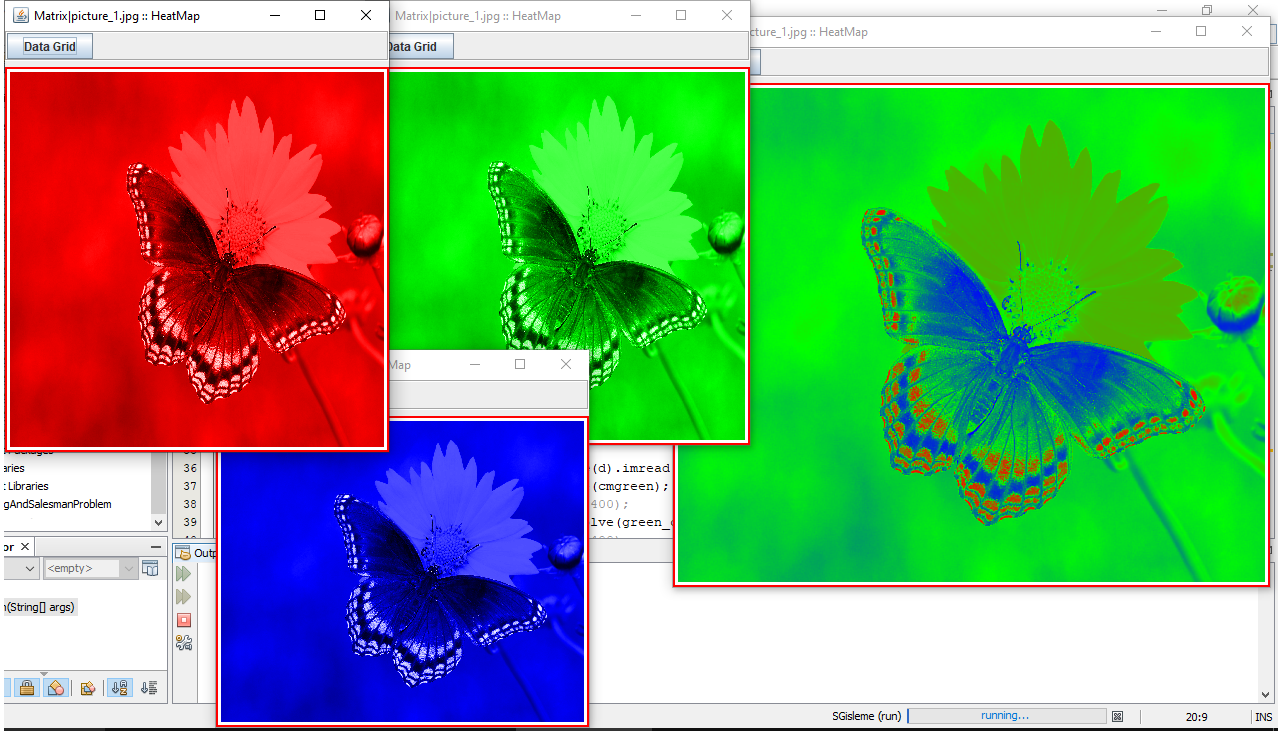 Matrix|picture_1.jpg :: HeatMap
Data Grid
Matrix|picture_1.jpg :: HeatMap
Data Grid
cture_1.jpg :: HeatMap
Map
aries
t Libraries
gAndSalesmanProblem
36
37
38
39
(d).imread
(cmgreen);
400);
lve(green_
or
<empty>
Outp
n(String[] args)
SGisleme (run)
running...
20:9
INS